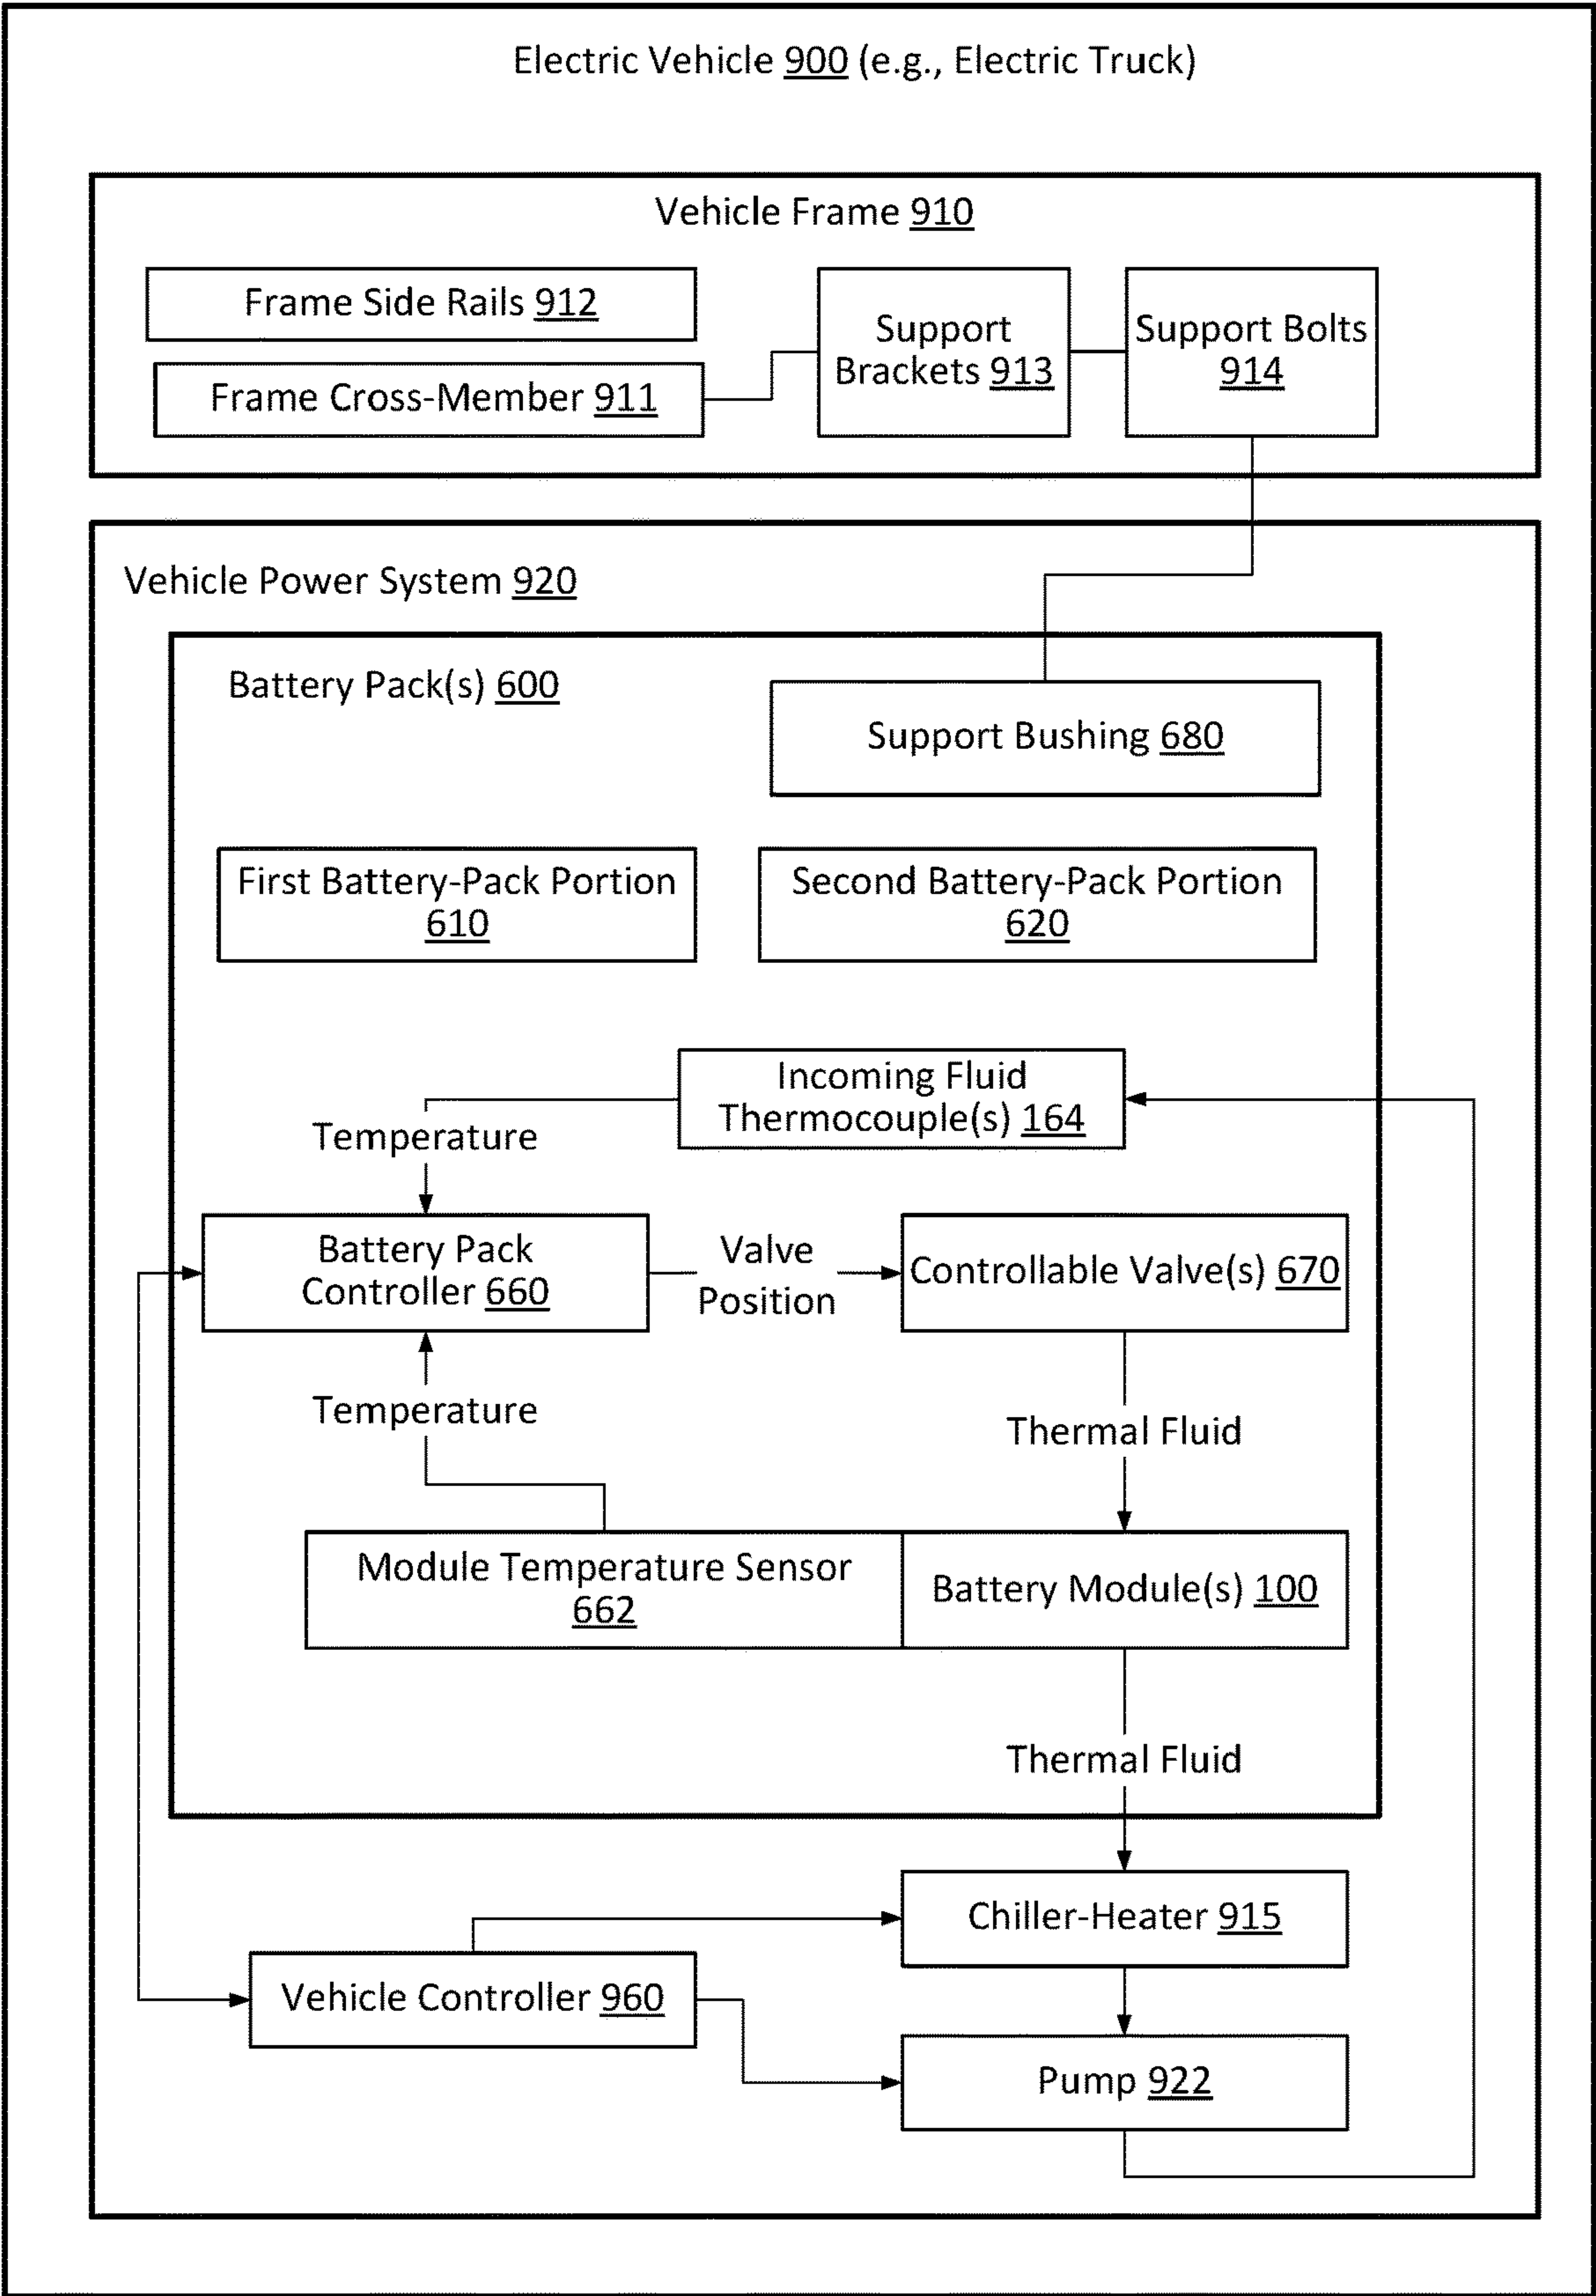 Electric Vehicle 900 (e.g., Electric Truck)
Vehicle Frame 910
Frame Side Rails 912
Frame Cross-Member 911
Support
Brackets 913
Support Bolts
914
Vehicle Power System 920
Battery Pack(s) 600
Support Bushing 680
First Battery-Pack Portion
610
Second Battery-Pack Portion
620
Incoming Fluid
Thermocouple(s) 164
Temperature
Battery Pack
Controller 660
Valve
Position
Controllable Valve(s) 670
Temperature
Thermal Fluid
Module Temperature Sensor
662
Battery Module(s) 100
Thermal Fluid
Chiller-Heater 915
Vehicle Controller 960
Pump 922